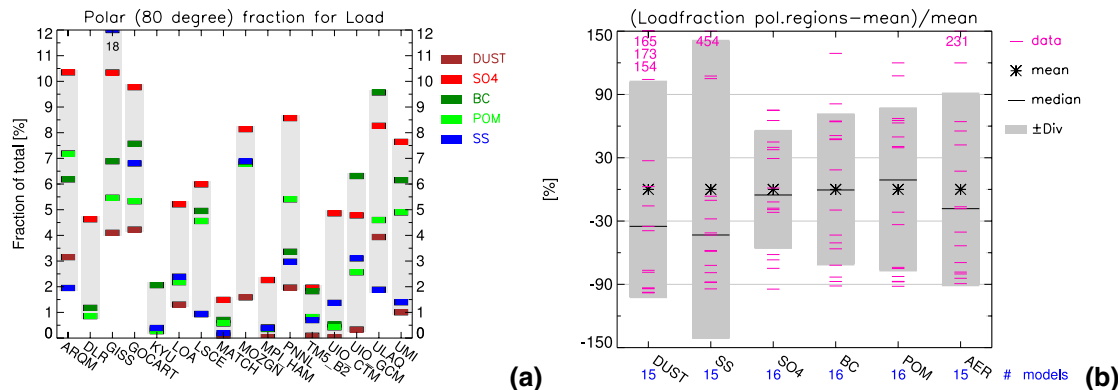 Polar (80 degree) fraction for Load
Fraction of total [%]
12
11
10
9
8
7
6
5
4
3
2
1
0
12
11
10
9
8
7
6
5
4
3
2
1
0
18
DUST
SO4
BC
POM
SS
ARQM
DLR
GISS
GOCART
KYU
LOA
LSCE
MATCH
MOZGN
MPI_HAM
PNNL
TM5_B2
UIO_CTM
UIO_GCM
ULAQ
UMI
(a)
(Loadfraction pol.regions-mean)/mean
[%]
150
90
30
-30
-90
-150
165
173
154
454
231
data
mean
median
±Div
DUST
SS
SO4
BC
POM
AER
15 15 16 16 16 15 # models
(b)